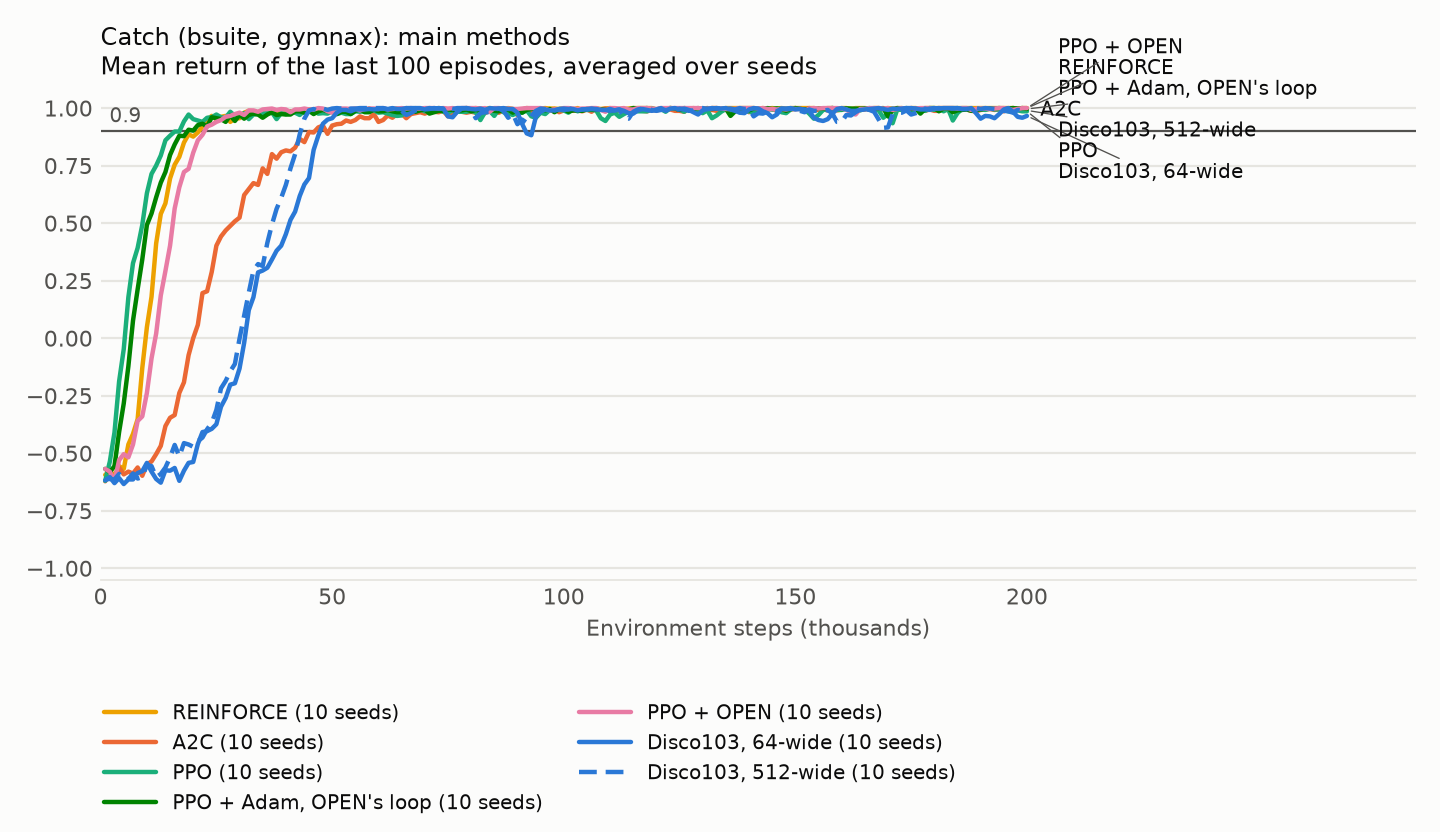 Catch (bsuite, gymnax): main methods
Mean return of the last 100 episodes, averaged over seeds
PPO + OPEN
REINFORCE
PPO + Adam, OPEN's loop
A2C
Disco103, 512-wide
PPO
Disco103, 64-wide
0.9
1.00
0.75
0.50
0.25
0.00
−0.25
−0.50
−0.75
−1.00
0 50 100 150 200
Environment steps (thousands)
REINFORCE (10 seeds)
A2C (10 seeds)
PPO (10 seeds)
PPO + Adam, OPEN's loop (10 seeds)
PPO + OPEN (10 seeds)
Disco103, 64-wide (10 seeds)
Disco103, 512-wide (10 seeds)